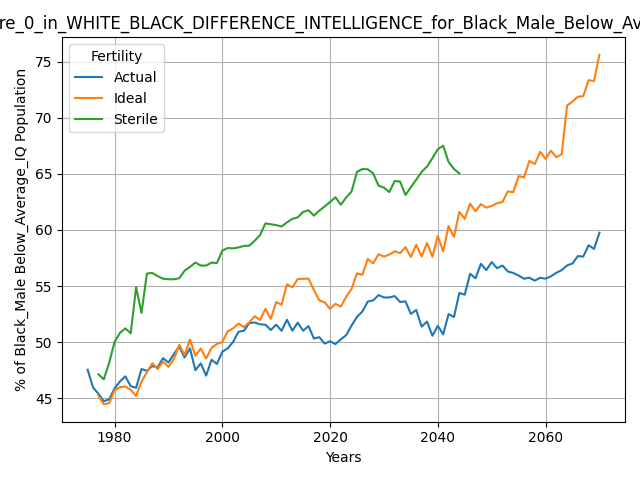 re_0_in_WHITE_BLACK_DIFFERENCE_INTELLIGENCE_for_Black_Male_Below_Av
Fertility
Actual
Ideal
Sterile
% of Black_Male Below_Average_IQ Population
75
70
65
60
55
50
45
1980
2000
2020
2040
2060
Years